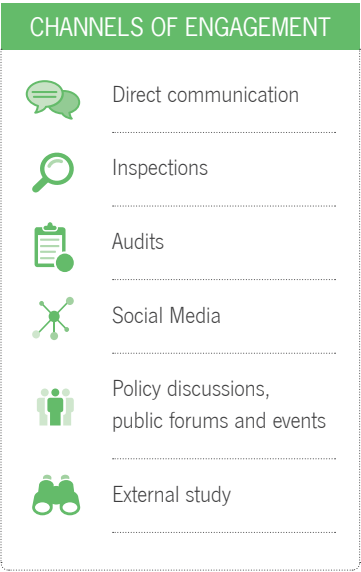 CHANNELS OF ENGAGEMENT
Direct communication
Inspections
Audits
Social Media
Policy discussions,
public forums and events
External study